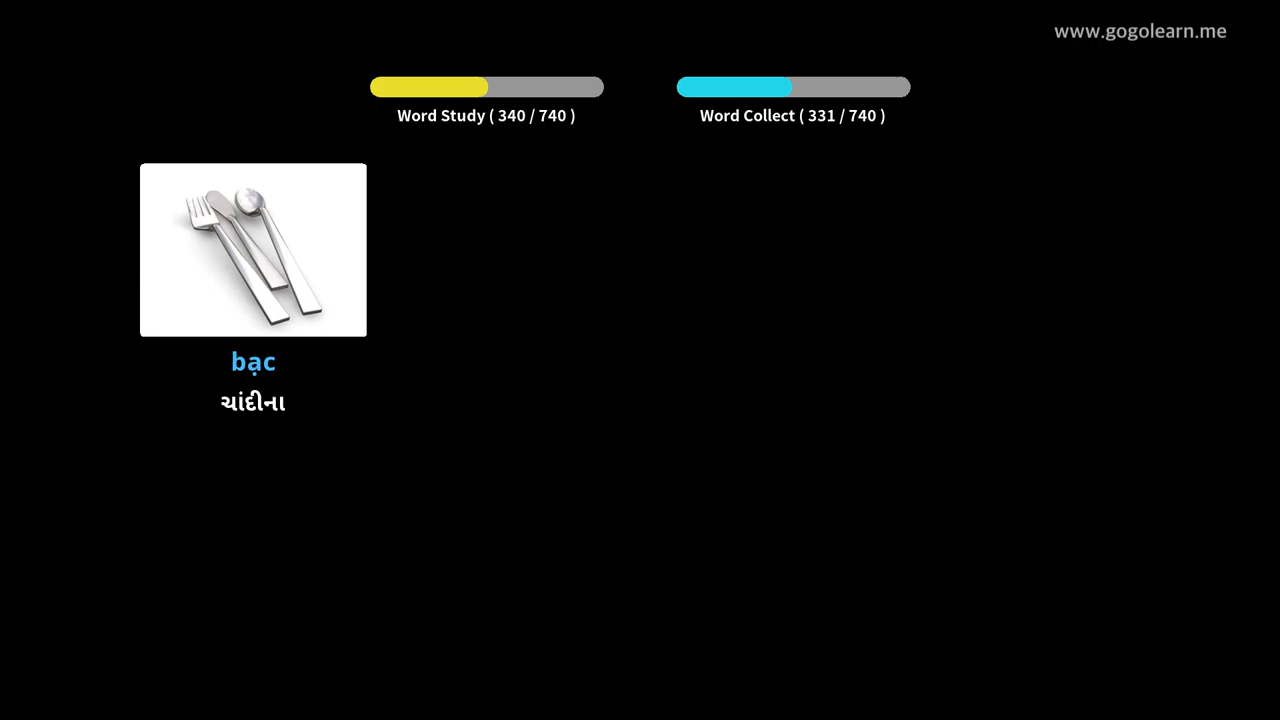 www.gogolearn.me
Word Study ( 340 / 740 )
Word Collect ( 331 / 740 )
bạc
ચાંદીના